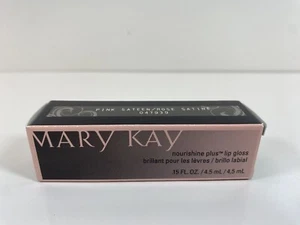 PINK SATEEN/ROSE SATINÉ
047939
MARY KAY
nourishine plus™ lip gloss
brillant pour les lèvres / brillo labial
.15 FL. OZ. / 4.5 mL / 4,5 mL